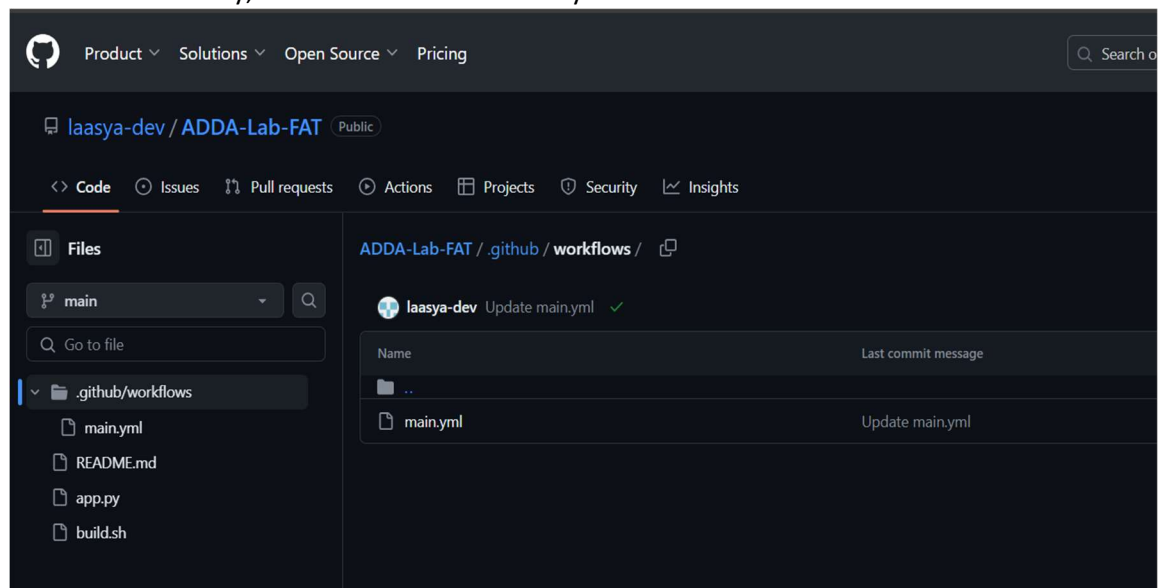 Product Solutions Open Source Pricing
Search o
laasya-dev / ADDA-Lab-FAT Public
Code Issues Pull requests Actions Projects Security Insights
Files
main
Go to file
.github/workflows
main.yml
README.md
app.py
build.sh
ADDA-Lab-FAT / .github / workflows /
laasya-dev Update main.yml
Name Last commit message
..
main.yml Update main.yml